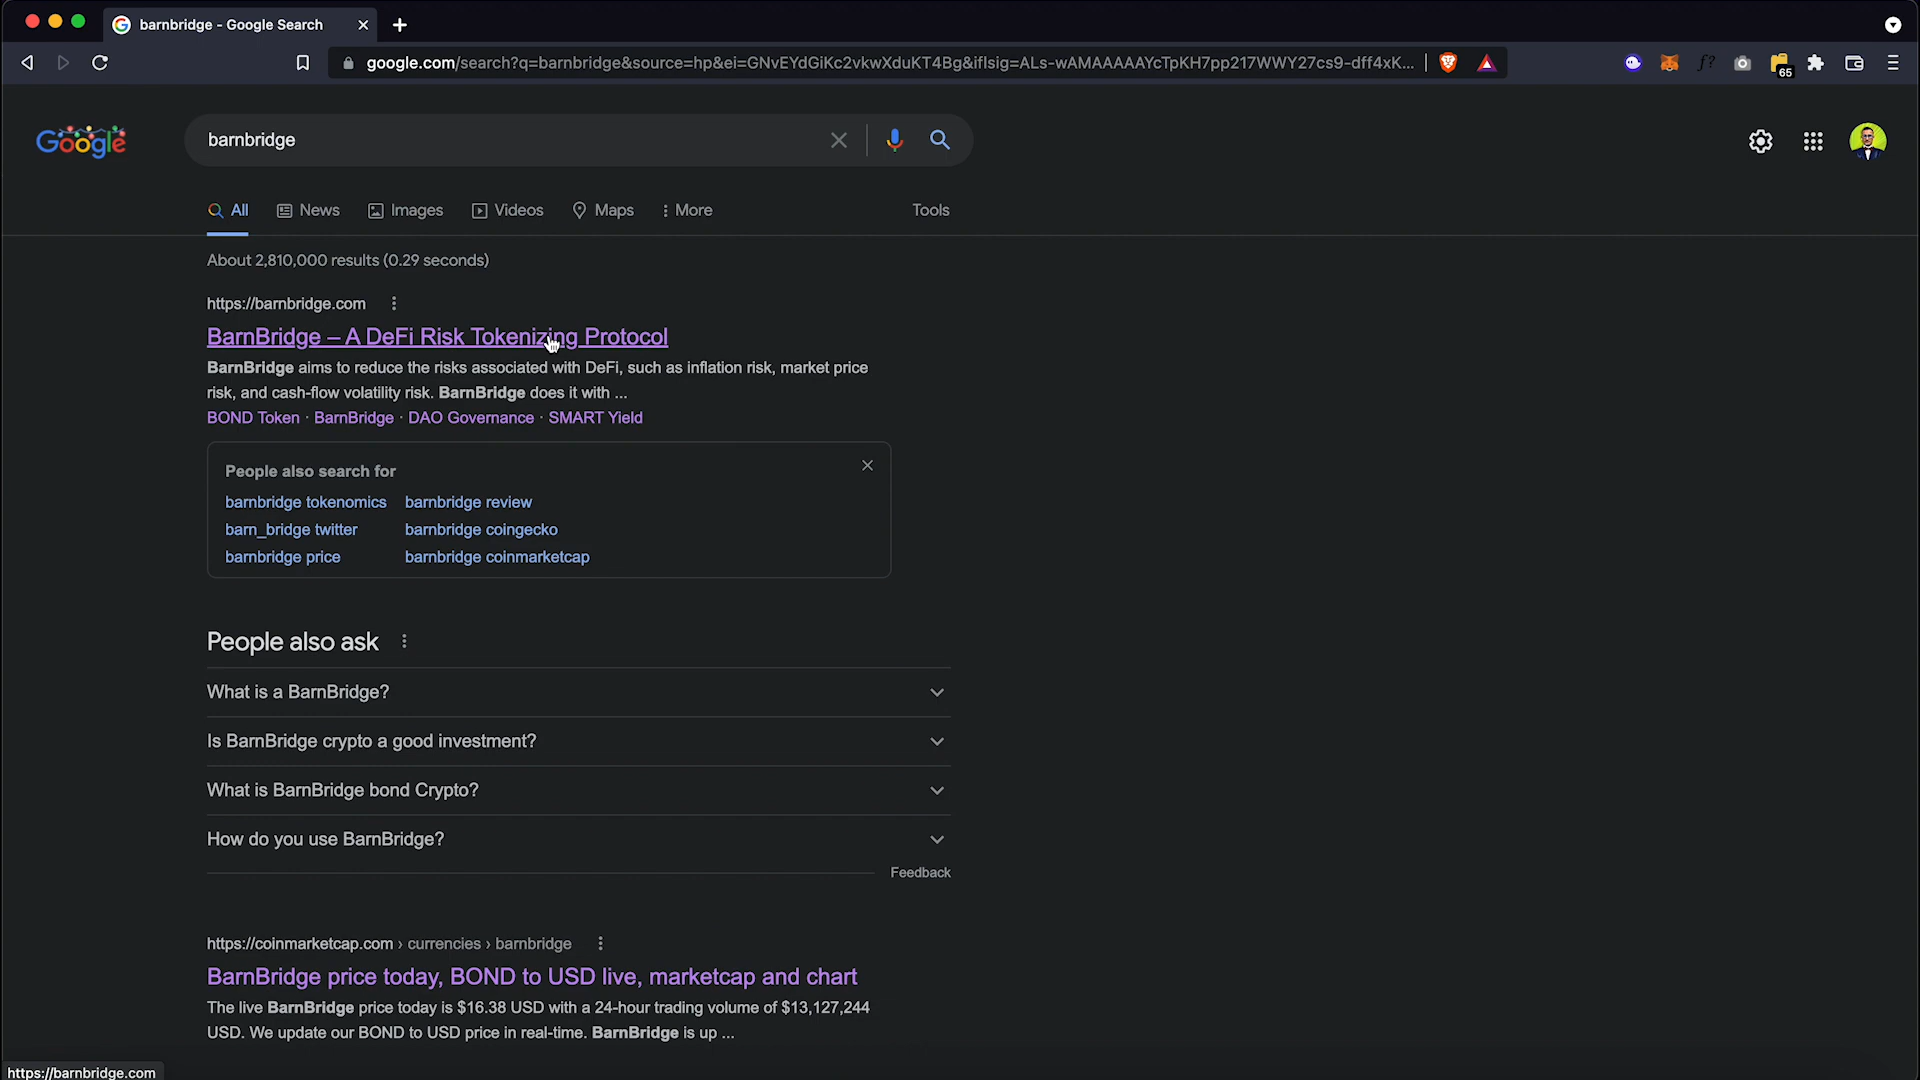 barnbridge - Google Search
google.com/search?q=barnbridge&source=hp&ei=GNvEYdGiKc2vkwXduKT4Bg&iflsig=ALs-wAMAAAAAYcTpKH7pp217WWY27cs9-dff4xK...
f?
65
Google
barnbridge
All News Images Videos Maps More Tools
About 2,810,000 results (0.29 seconds)
https://barnbridge.com
BarnBridge – A DeFi Risk Tokenizing Protocol
BarnBridge aims to reduce the risks associated with DeFi, such as inflation risk, market price
risk, and cash-flow volatility risk. BarnBridge does it with ...
BOND Token · BarnBridge · DAO Governance · SMART Yield
People also search for
barnbridge tokenomics barnbridge review
barn_bridge twitter barnbridge coingecko
barnbridge price barnbridge coinmarketcap
People also ask
What is a BarnBridge?
Is BarnBridge crypto a good investment?
What is BarnBridge bond Crypto?
How do you use BarnBridge?
Feedback
https://coinmarketcap.com › currencies › barnbridge
BarnBridge price today, BOND to USD live, marketcap and chart
The live BarnBridge price today is $16.38 USD with a 24-hour trading volume of $13,127,244
USD. We update our BOND to USD price in real-time. BarnBridge is up ...
https://barnbridge.com